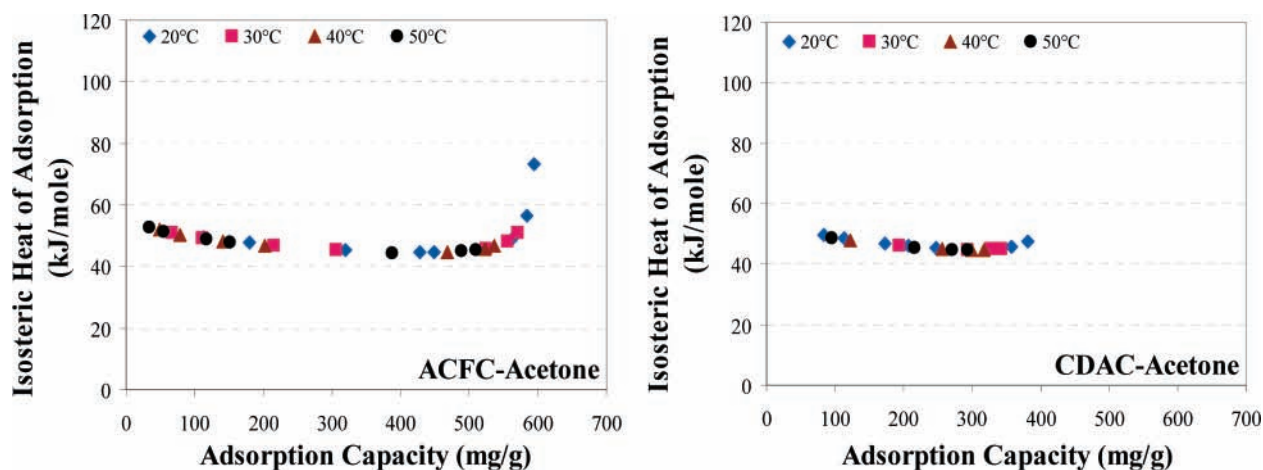 Isosteric Heat of Adsorption
(kJ/mole)
120
100
80
60
40
20
0
20°C 30°C 40°C 50°C
ACFC-Acetone
0 100 200 300 400 500 600 700
Adsorption Capacity (mg/g)
Isosteric Heat of Adsorption
(kJ/mole)
120
100
80
60
40
20
0
20°C 30°C 40°C 50°C
CDAC-Acetone
0 100 200 300 400 500 600 700
Adsorption Capacity (mg/g)